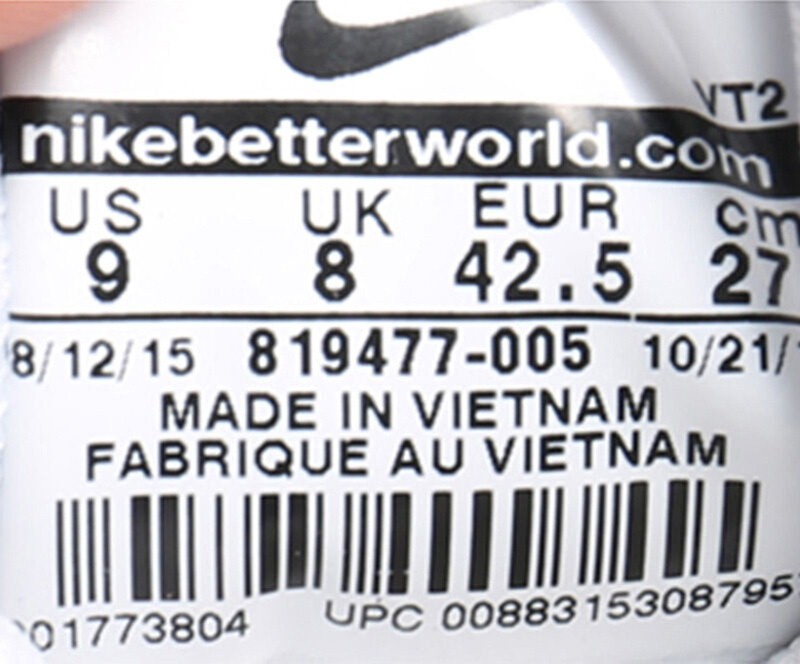 VT2
nikebetterworld.com
US UK EUR cm
9 8 42.5 27
8/12/15 819477-005 10/21/
MADE IN VIETNAM
FABRIQUE AU VIETNAM
01773804 UPC 00883153087957